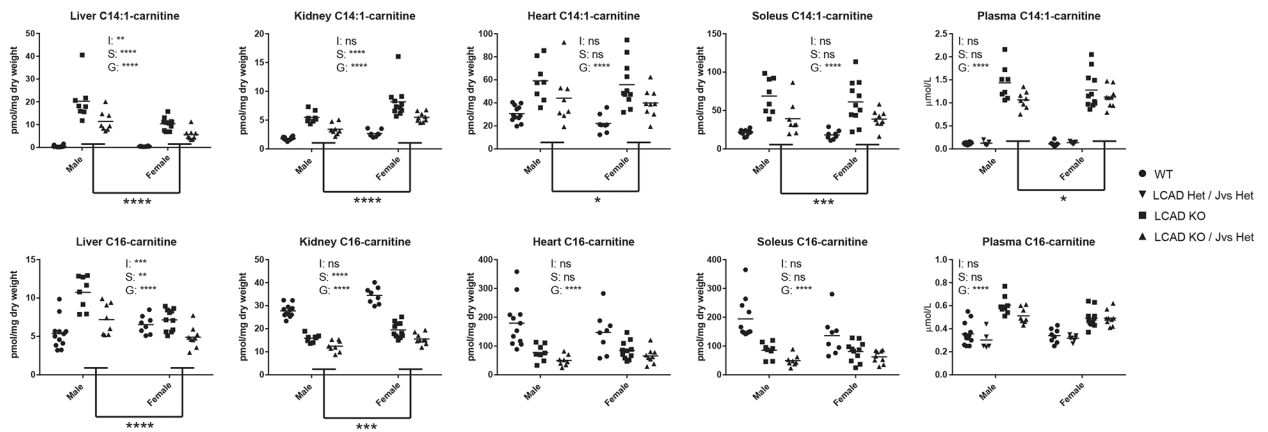 Liver C14:1-carnitine
pmol/mg dry weight
50
40
30
20
10
0
I: **
S: ****
G: ****
Male
Female
****
Kidney C14:1-carnitine
pmol/mg dry weight
20
15
10
5
0
I: ns
S: ****
G: ****
Male
Female
****
Heart C14:1-carnitine
pmol/mg dry weight
100
80
60
40
20
0
I: ns
S: ns
G: ****
Male
Female
*
Soleus C14:1-carnitine
pmol/mg dry weight
150
100
50
0
I: ns
S: ns
G: ****
Male
Female
***
Plasma C14:1-carnitine
µmol/L
2.5
2.0
1.5
1.0
0.5
0.0
I: ns
S: ns
G: ****
Male
Female
*
WT
LCAD Het / Jvs Het
LCAD KO
LCAD KO / Jvs Het
Liver C16-carnitine
pmol/mg dry weight
15
10
5
0
I: ***
S: **
G: ****
Male
Female
****
Kidney C16-carnitine
pmol/mg dry weight
50
40
30
20
10
0
I: ns
S: ****
G: ****
Male
Female
***
Heart C16-carnitine
pmol/mg dry weight
400
300
200
100
0
I: ns
S: ns
G: ****
Male
Female
Soleus C16-carnitine
pmol/mg dry weight
400
300
200
100
0
I: ns
S: ns
G: ****
Male
Female
Plasma C16-carnitine
µmol/L
1.0
0.8
0.6
0.4
0.2
0.0
I: ns
S: ns
G: ****
Male
Female